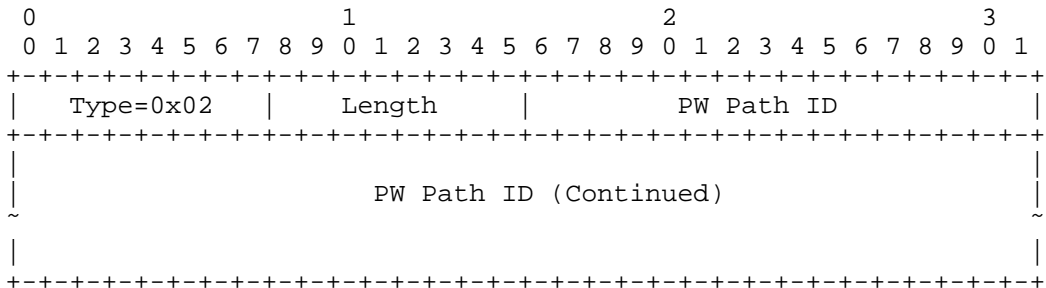 0                   1                   2                   3
 0 1 2 3 4 5 6 7 8 9 0 1 2 3 4 5 6 7 8 9 0 1 2 3 4 5 6 7 8 9 0 1
+-+-+-+-+-+-+-+-+-+-+-+-+-+-+-+-+-+-+-+-+-+-+-+-+-+-+-+-+-+-+-+-+
|   Type=0x02   |    Length     |         PW Path ID            |
+-+-+-+-+-+-+-+-+-+-+-+-+-+-+-+-+-+-+-+-+-+-+-+-+-+-+-+-+-+-+-+-+
|                                                               |
|                      PW Path ID (Continued)                   |
~                                                               ~
|                                                               |
+-+-+-+-+-+-+-+-+-+-+-+-+-+-+-+-+-+-+-+-+-+-+-+-+-+-+-+-+-+-+-+-+